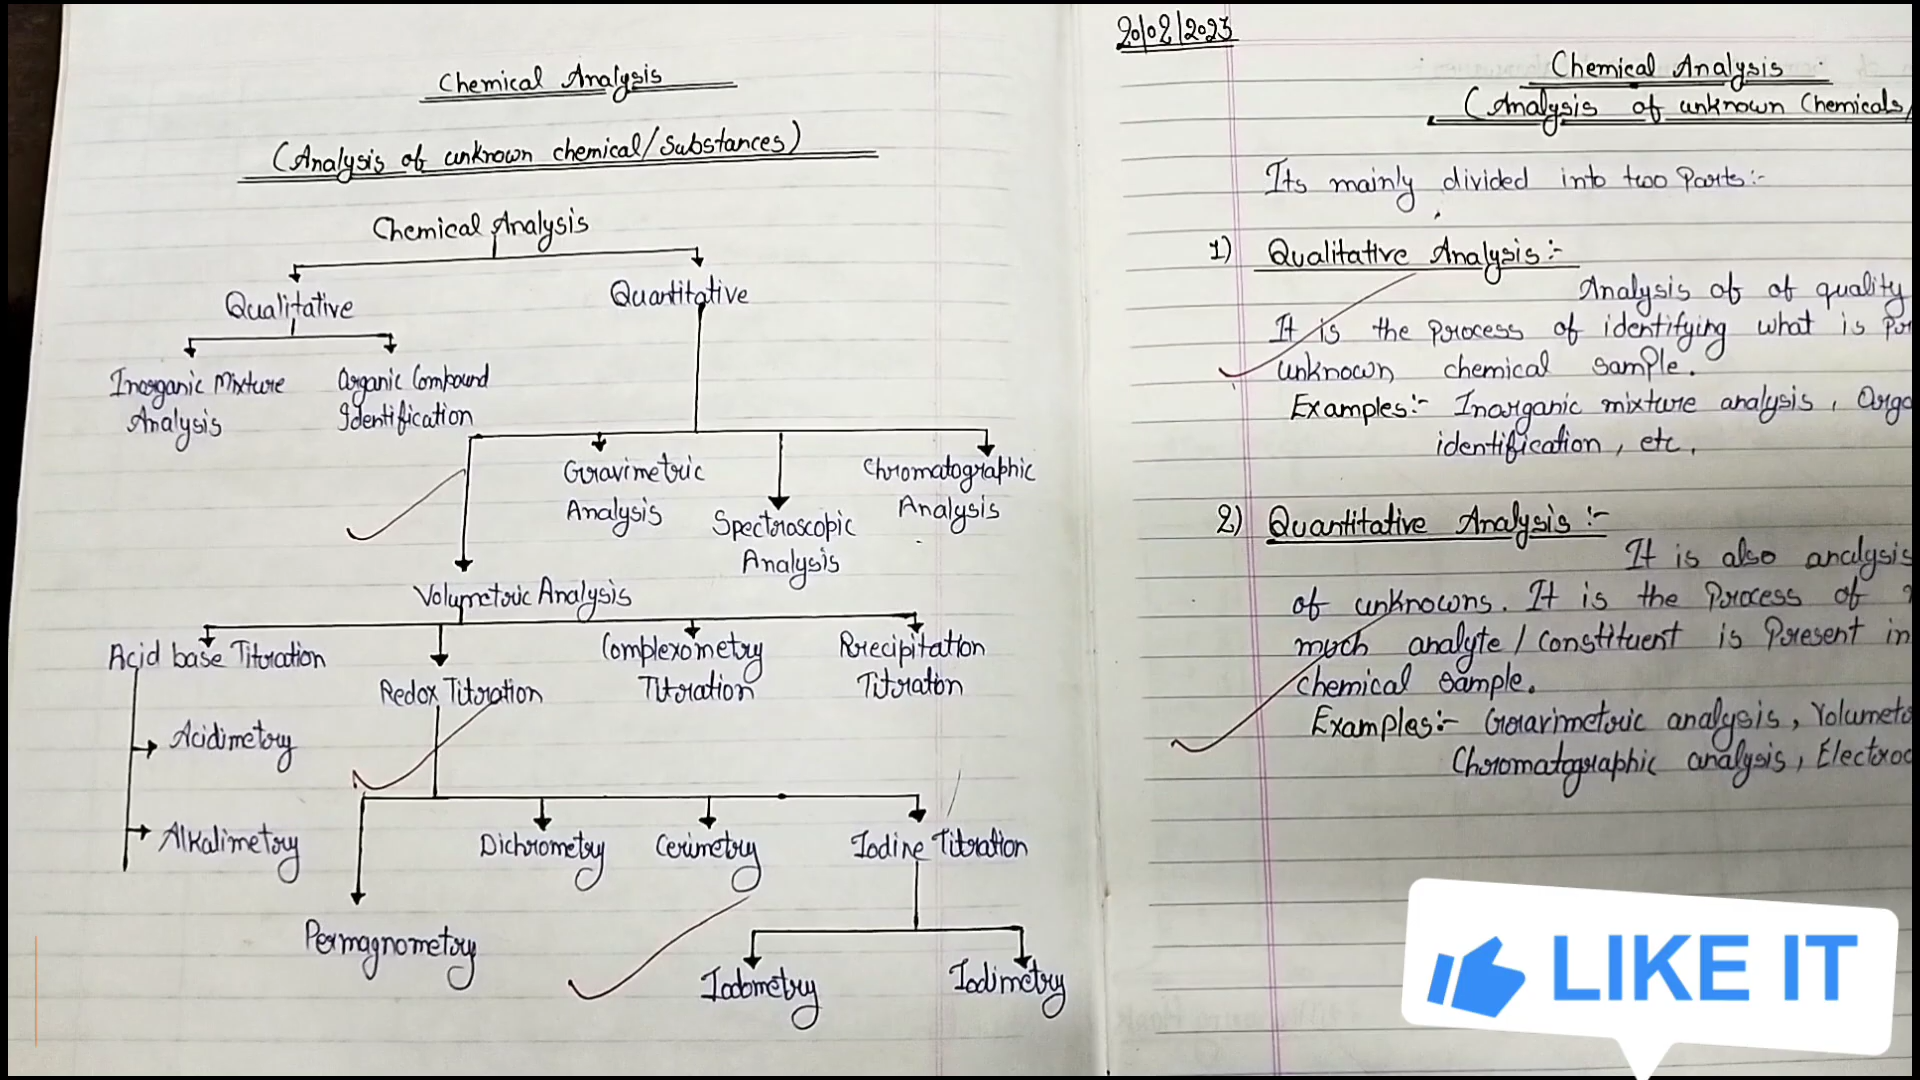 Chemical Analysis
(Analysis of unknown chemical/Substances)
Chemical Analysis
Qualitative
Quantitative
Inorganic Mixture
Analysis
Organic Compound
Identification
Gravimetric
Analysis
Spectroscopic
Analysis
Chromatographic
Analysis
Volumetric Analysis
Acid base Titration
Redox Titration
Complexometry
Titration
Precipitation
Titraton
Acidimetry
Alkalimetry
Permagnometry
Dichrometry
Cerimetry
Iodine Titration
Iodometry
Iodimetry
20/02/2023
Chemical Analysis
(Analysis of unknown Chemicals/
Its mainly divided into two Parts:-
1) Qualitative Analysis:-
Analysis of of quality
It is the process of identifying what is
unknown chemical sample.
Examples:- Inorganic mixture analysis,
identification, etc.
2) Quantitative Analysis:-
It is also analysis
of unknowns. It is the Process of
much analyte/constituent is Present in
chemical sample.
Examples:- Gravimetric analysis,
Chromatographic analysis,
LIKE IT